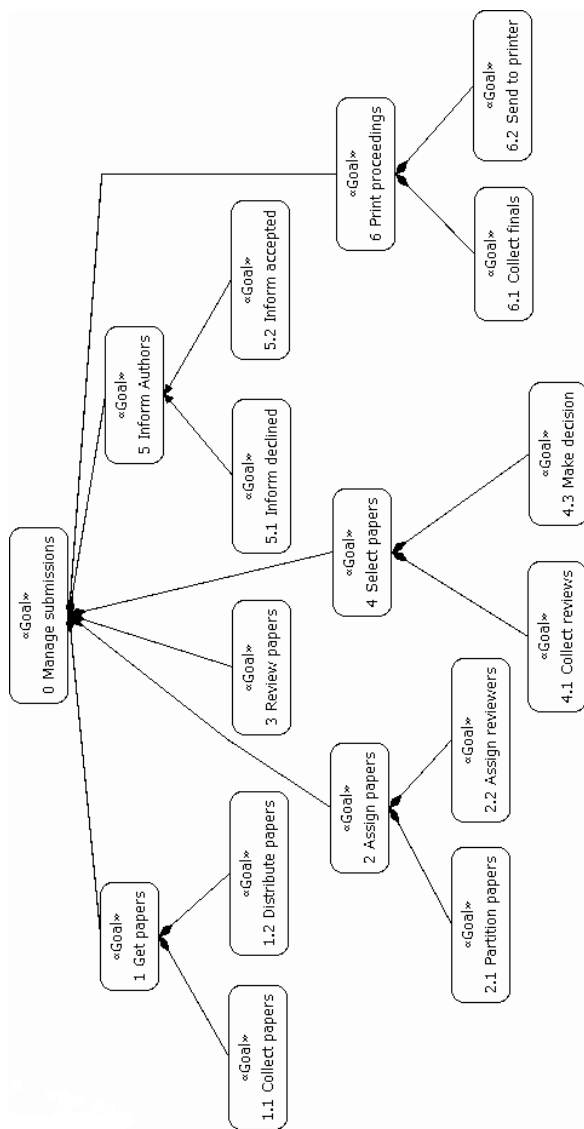 «Goal»
0 Manage submissions
«Goal»
1 Get papers
«Goal»
5 Inform Authors
«Goal»
1.1 Collect papers
«Goal»
1.2 Distribute papers
«Goal»
3 Review papers
«Goal»
5.1 Inform declined
«Goal»
5.2 Inform accepted
«Goal»
2 Assign papers
«Goal»
4 Select papers
«Goal»
6 Print proceedings
«Goal»
2.1 Partition papers
«Goal»
2.2 Assign reviewers
«Goal»
4.1 Collect reviews
«Goal»
4.3 Make decision
«Goal»
6.1 Collect finals
«Goal»
6.2 Send to printer